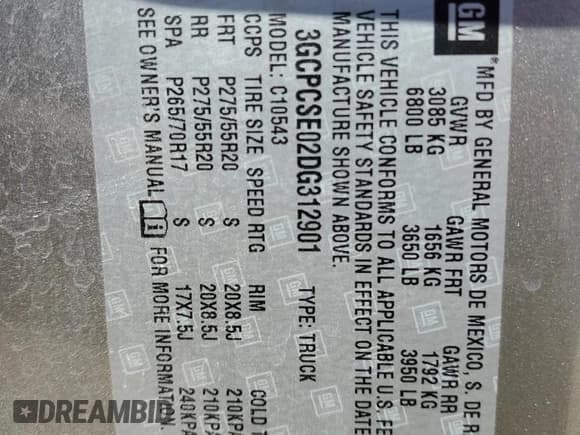 GM
*MFD BY GENERAL MOTORS DE MEXICO, S. DE R
GVWR GAWR FRT GAWR RR
3085 KG 1656 KG 1792 KG
6800 LB 3650 LB 3950 LB
THIS VEHICLE CONFORMS TO ALL APPLICABLE U.S. FE
VEHICLE SAFETY STANDARDS IN EFFECT ON THE DATE
MANUFACTURE SHOWN ABOVE.
3GCPCSE02DG312901 TYPE: TRUCK
MODEL: C10543
CCPS TIRE SIZE SPEED RTG RIM COLD
FRT P275/55R20 S 20X8.5J 210KPA
RR P275/55R20 S 20X8.5J 210KPA
SPA P265/70R17 S 17X7.5J 240KPA
SEE OWNER'S MANUAL FOR MORE INFORMATION.
DREAMBID